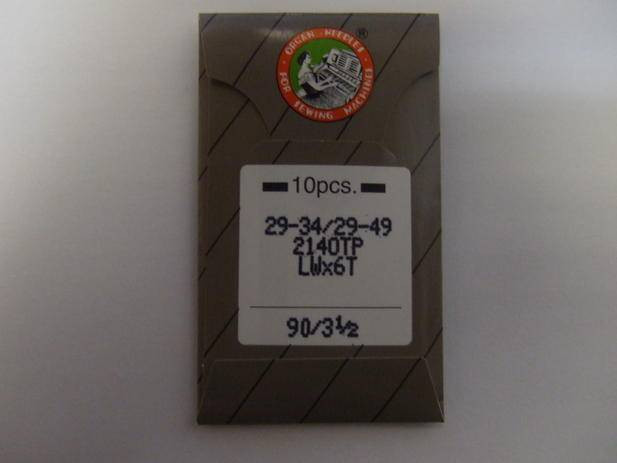 ORGAN NEEDLES ®
FOR SEWING MACHINES
10pcs.
29-34/29-49
2140TP
LWx6T
90/3½